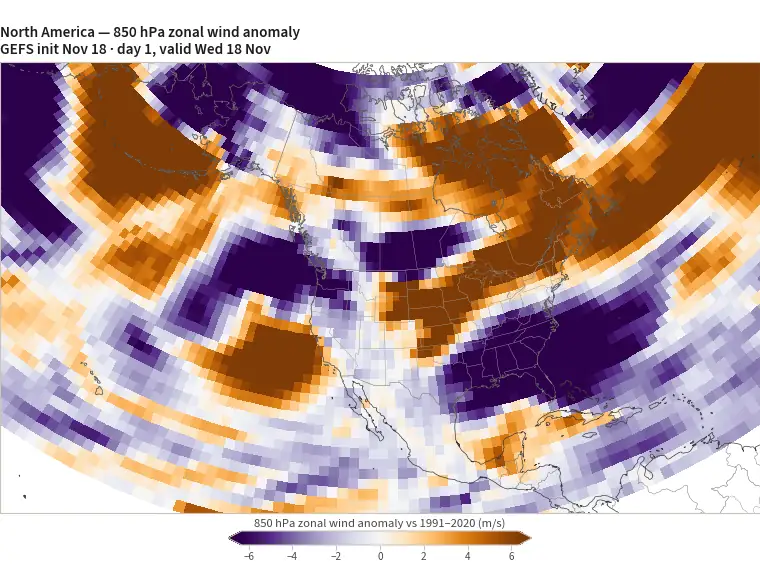 North America — 850 hPa zonal wind anomaly
GEFS init Nov 18 · day 1, valid Wed 18 Nov
850 hPa zonal wind anomaly vs 1991–2020 (m/s)
−6 −4 −2 0 2 4 6